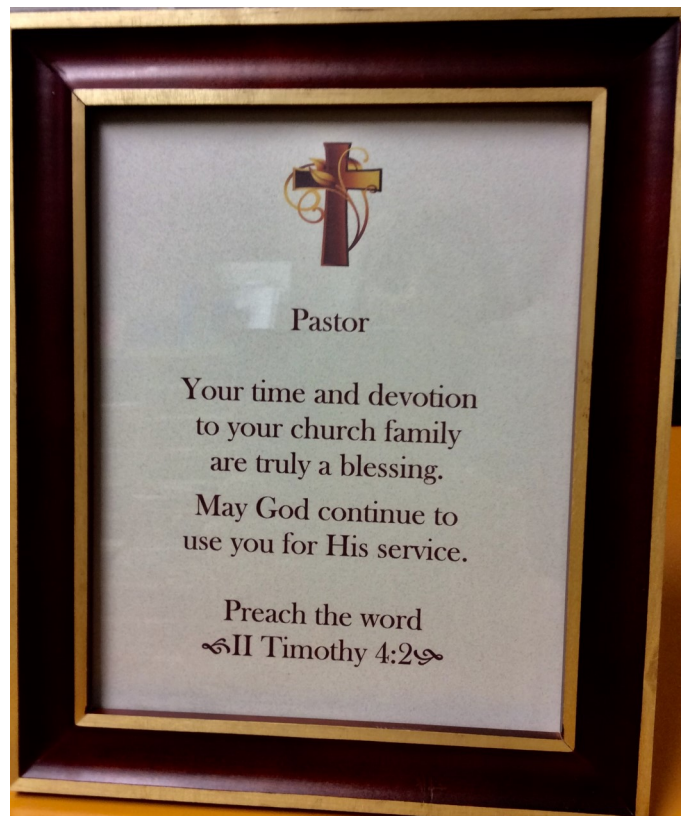 Pastor
Your time and devotion
to your church family
are truly a blessing.
May God continue to
use you for His service.
Preach the word
II Timothy 4:2